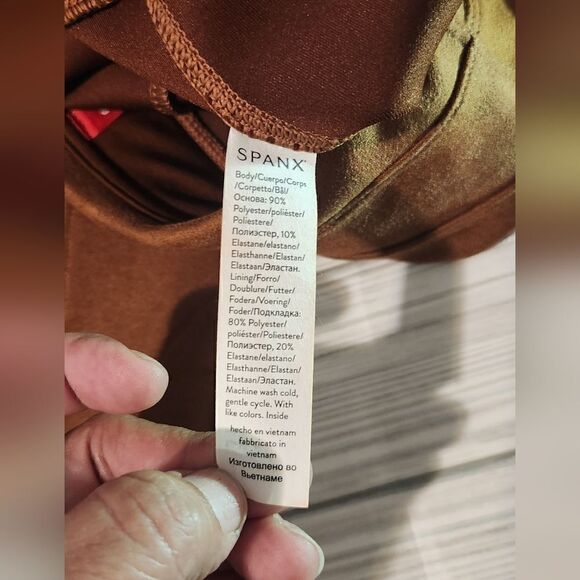 SPANX
Body/Cuerpo/Corps
/Corpetto/Bål/
Основа: 90%
Polyester/poliéster/
Poliestere/
Полиэстер, 10%
Elastane/elastano/
Elasthanne/Elastan/
Elastaan/Эластан.
Lining/Forro/
Doublure/Futter/
Fodera/Voering/
Foder/Подкладка:
80% Polyester/
poliéster/Poliestere/
Полиэстер, 20%
Elastane/elastano/
Elasthanne/Elastan/
Elastaan/Эластан.
Machine wash cold,
gentle cycle. With
like colors. Inside
hecho en vietnam
fabbricato in
vietnam
Изготовлено во
Вьетнаме